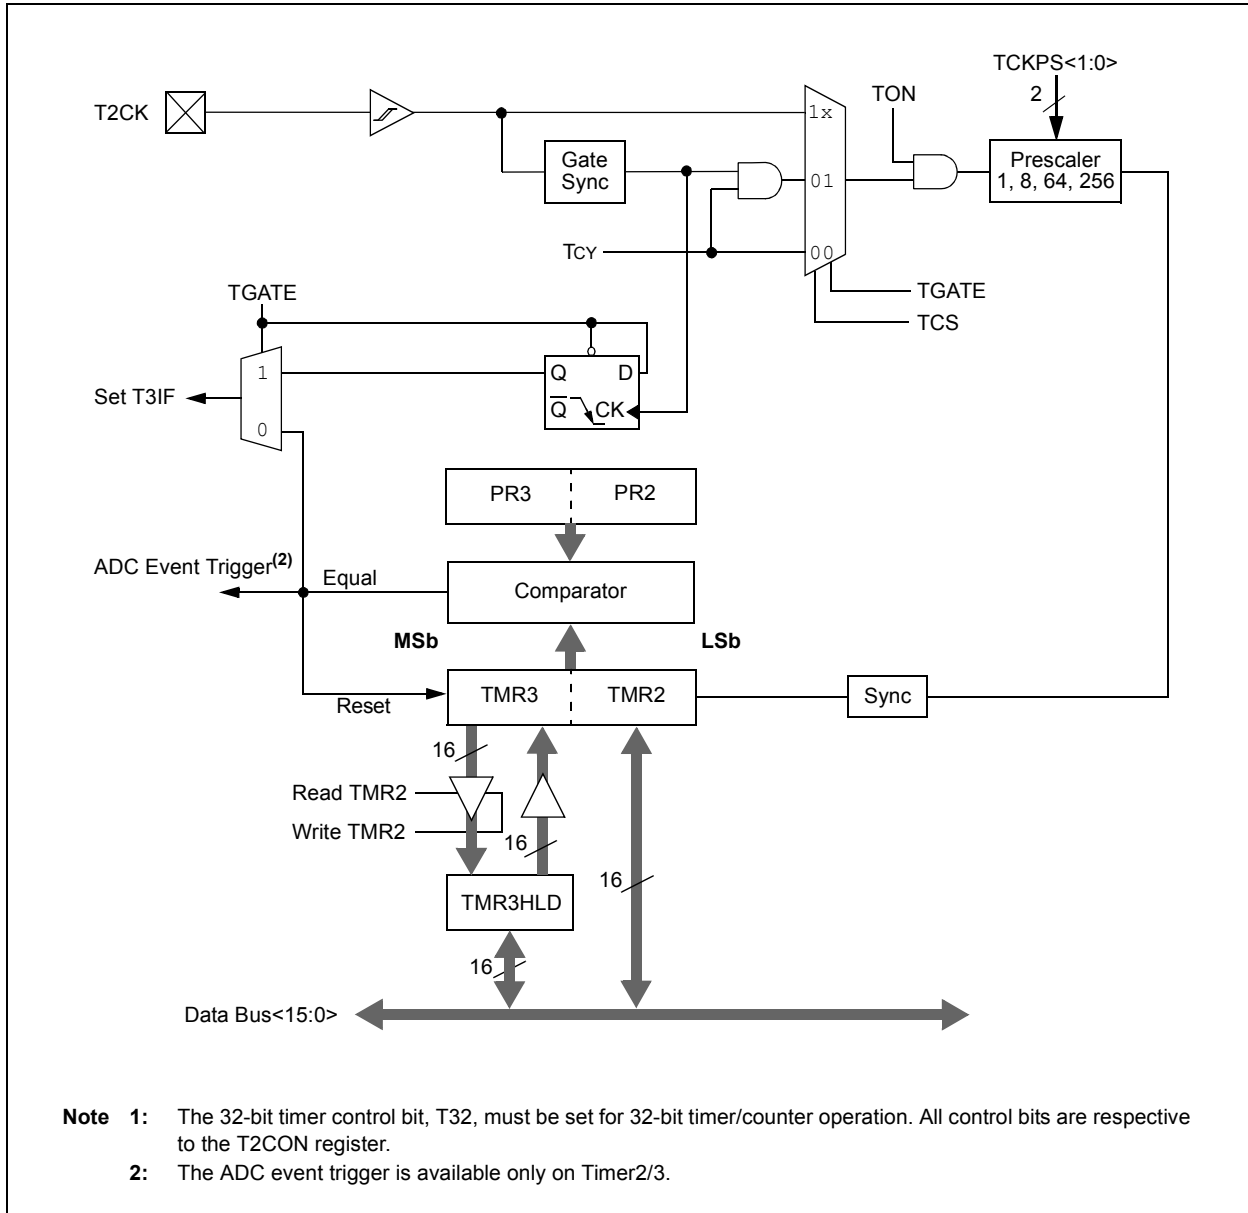 TCKPS<1:0>
2
TON
T2CK
1x
Gate
Sync
Prescaler
1, 8, 64, 256
01
TCY
00
TGATE
TGATE
TCS
1
Q
D
Set T3IF
Q
CK
0
PR3
PR2
ADC Event Trigger(2)
Equal
Comparator
MSb
LSb
TMR3
TMR2
Sync
Reset
16
Read TMR2
Write TMR2
16
16
TMR3HLD
16
Data Bus<15:0>
Note 1: The 32-bit timer control bit, T32, must be set for 32-bit timer/counter operation. All control bits are respective
to the T2CON register.
2: The ADC event trigger is available only on Timer2/3.